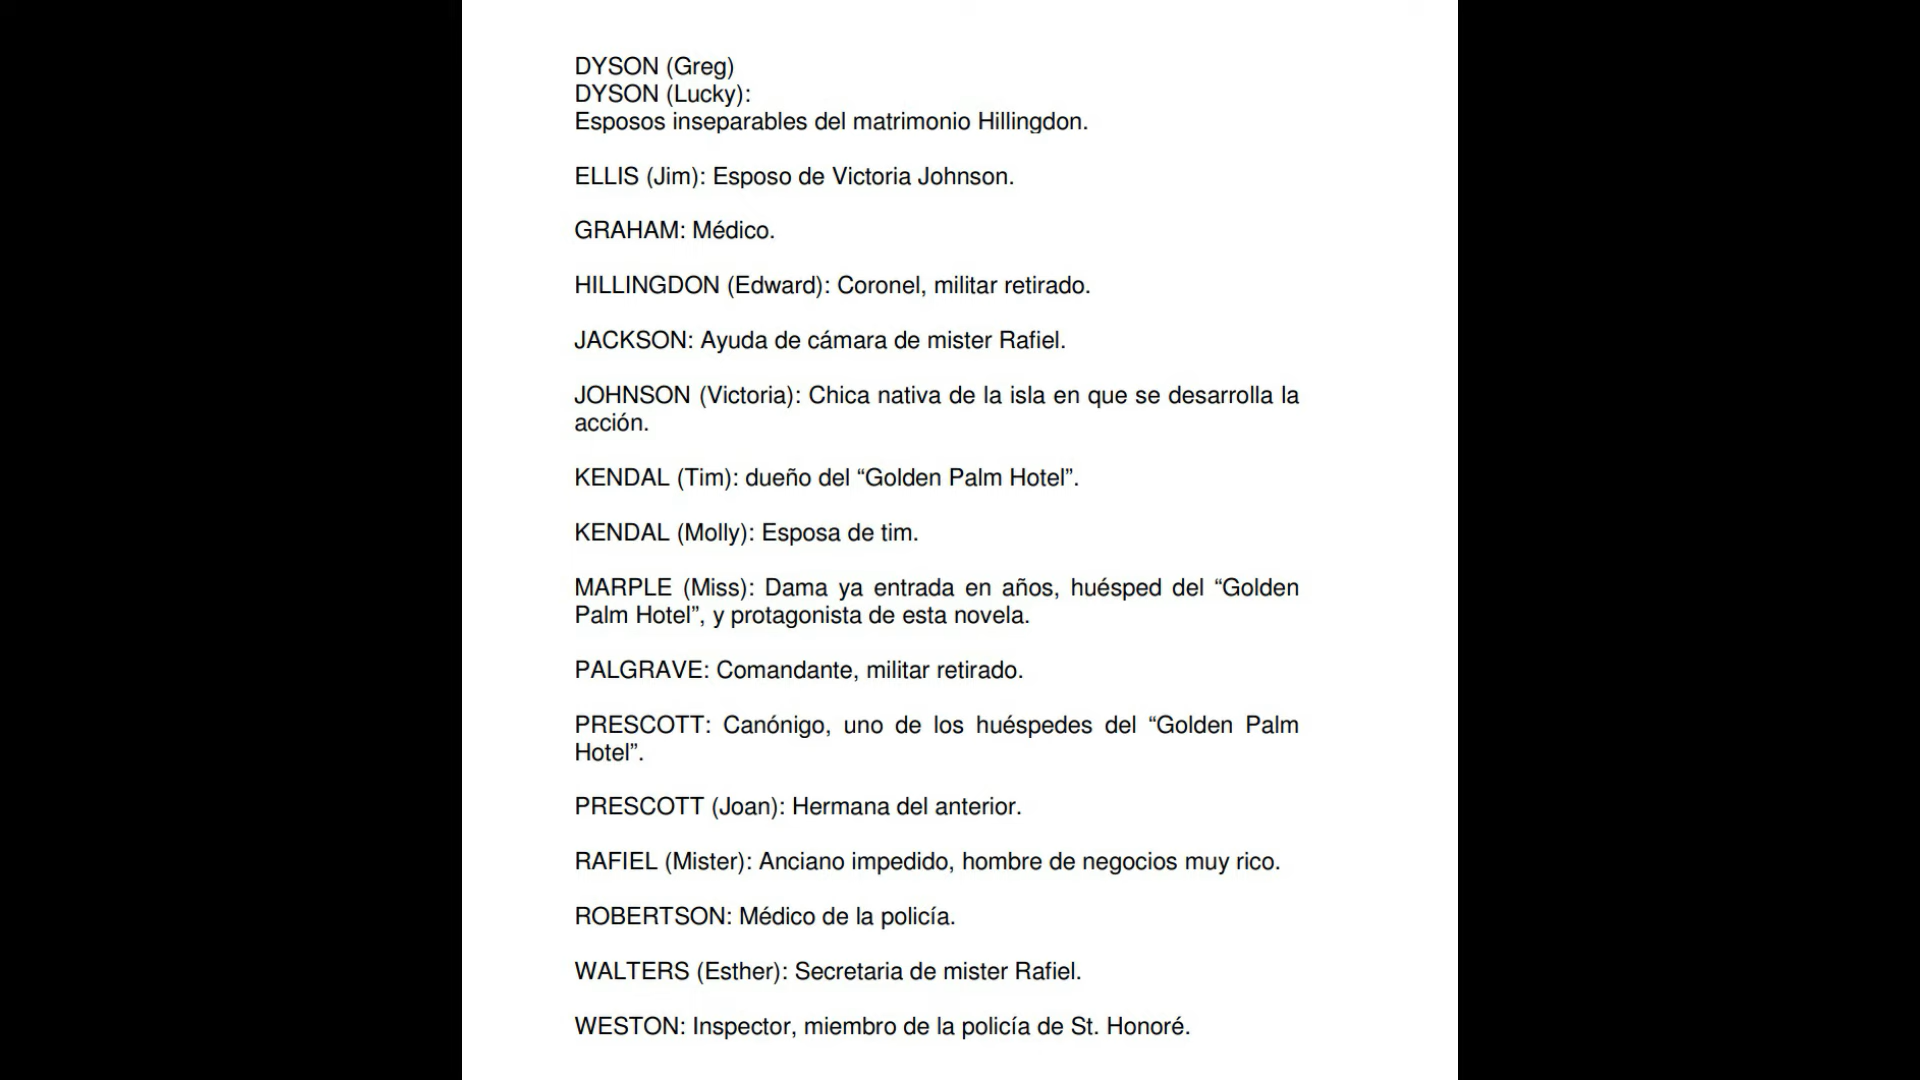 DYSON (Greg)
DYSON (Lucky):
Esposos inseparables del matrimonio Hillingdon.
ELLIS (Jim): Esposo de Victoria Johnson.
GRAHAM: Médico.
HILLINGDON (Edward): Coronel, militar retirado.
JACKSON: Ayuda de cámara de mister Rafiel.
JOHNSON (Victoria): Chica nativa de la isla en que se desarrolla la
acción.
KENDAL (Tim): dueño del “Golden Palm Hotel”.
KENDAL (Molly): Esposa de tim.
MARPLE (Miss): Dama ya entrada en años, huésped del “Golden
Palm Hotel”, y protagonista de esta novela.
PALGRAVE: Comandante, militar retirado.
PRESCOTT: Canónigo, uno de los huéspedes del “Golden Palm
Hotel”.
PRESCOTT (Joan): Hermana del anterior.
RAFIEL (Mister): Anciano impedido, hombre de negocios muy rico.
ROBERTSON: Médico de la policía.
WALTERS (Esther): Secretaria de mister Rafiel.
WESTON: Inspector, miembro de la policía de St. Honoré.